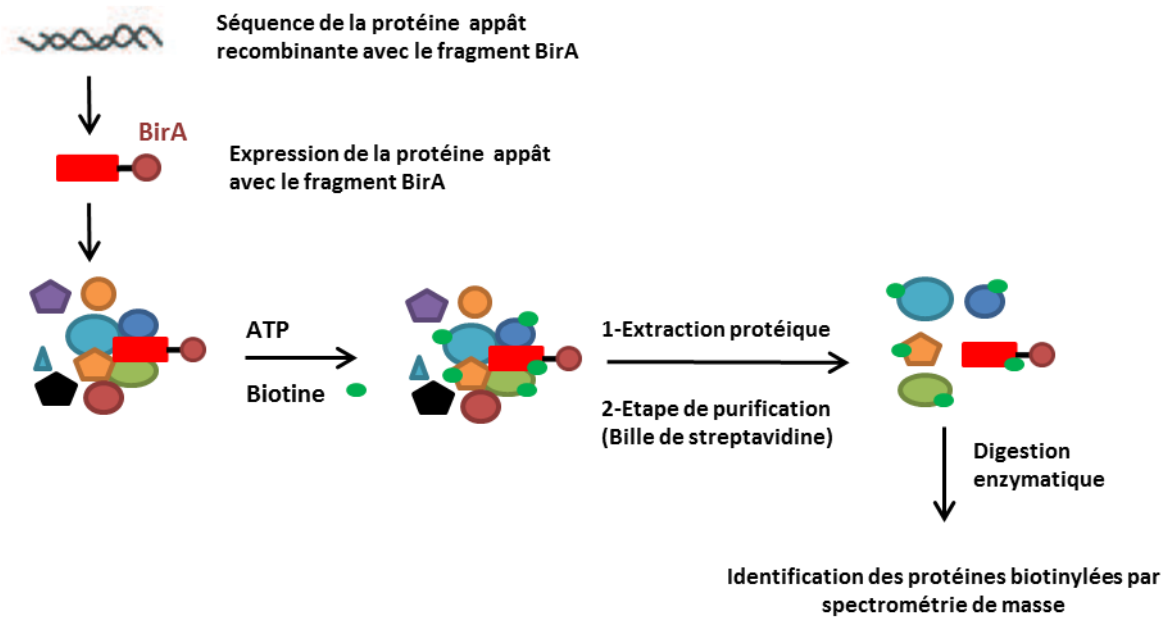 Séquence de la protéine appât
recombinante avec le fragment BirA
BirA
Expression de la protéine appât
avec le fragment BirA
ATP
Biotine
1-Extraction protéique
2-Etape de purification
(Bille de streptavidine)
Digestion
enzymatique
Identification des protéines biotinylées par
spectrométrie de masse